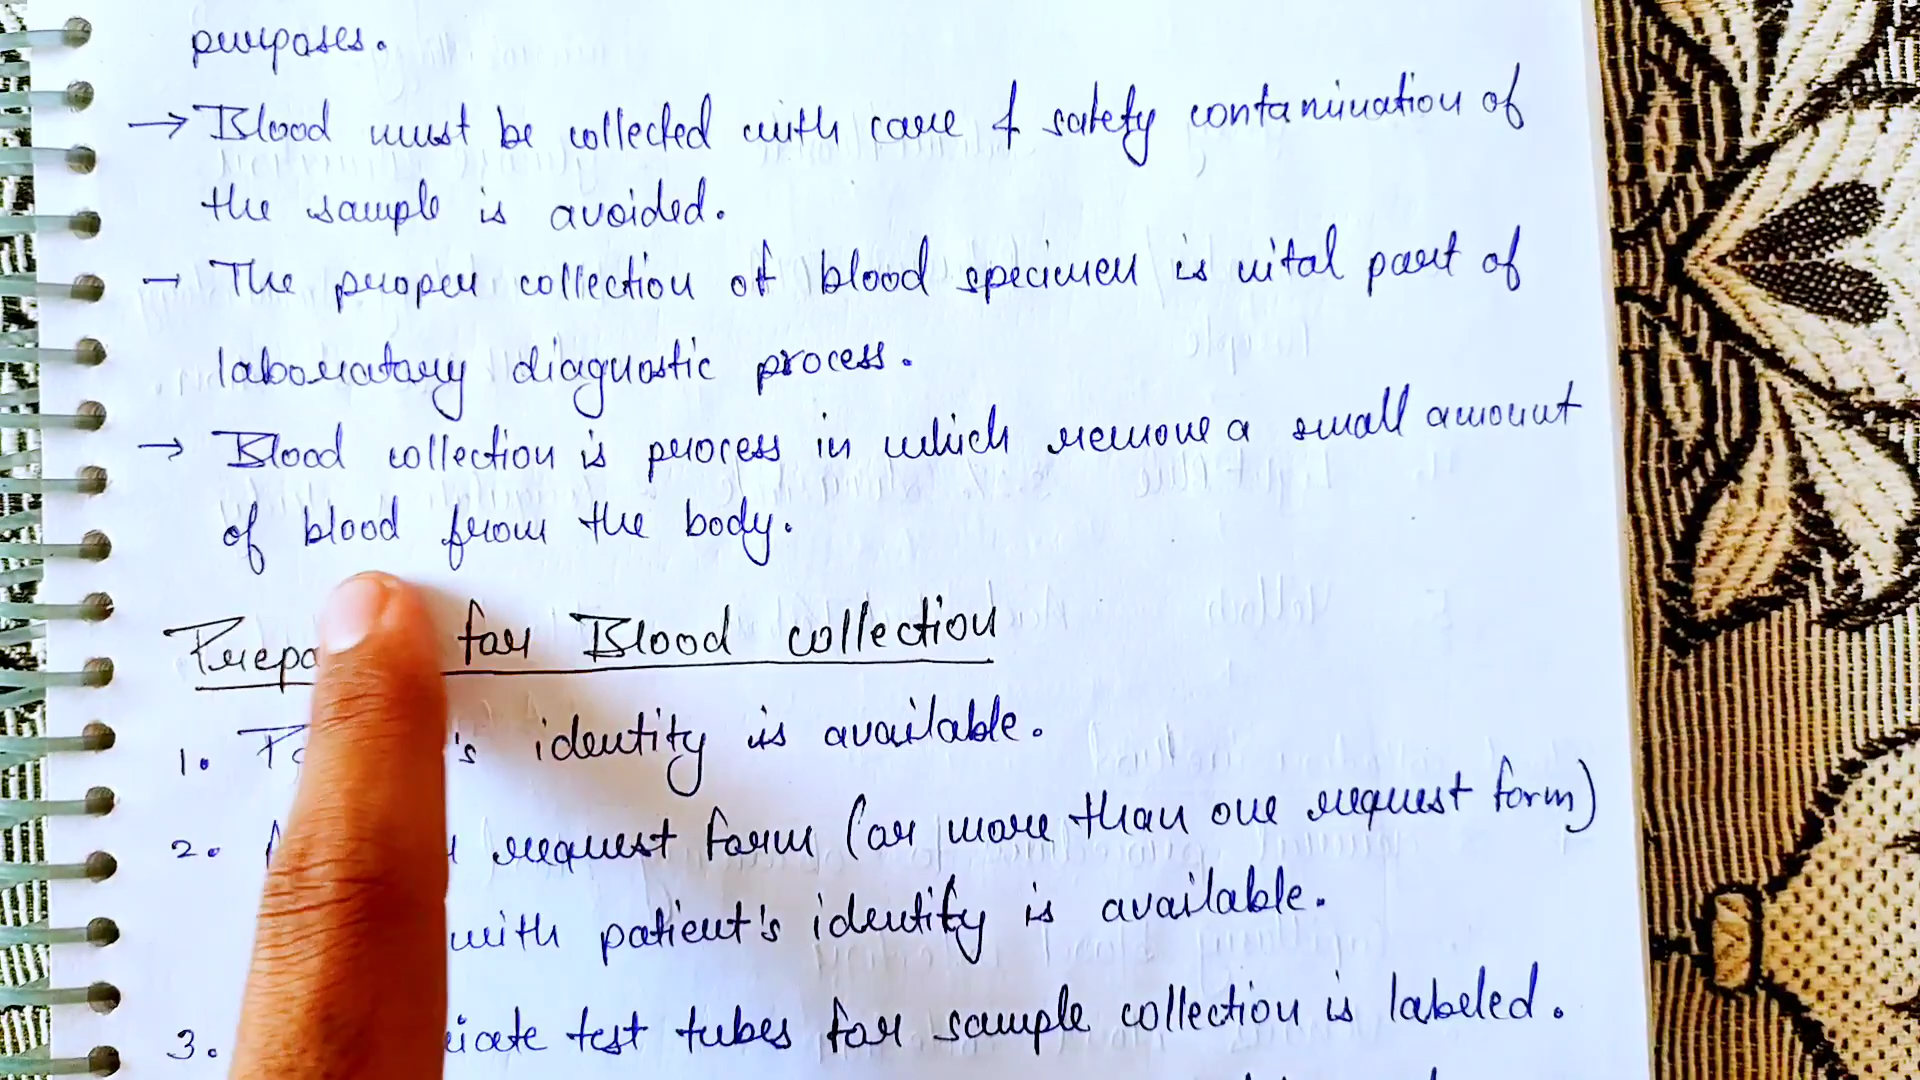 purposes.
→ Blood must be collected with care & safety contamination of
the sample is avoided.
→ The proper collection of blood specimen is vital part of
laboratory diagnostic process.
→ Blood collection is process in which remove a small amount
of blood from the body.
for Blood collection
1. identity is available.
2. request form (or more than one request form)
with patient's identity is available.
3. test tubes for sample collection is labeled.